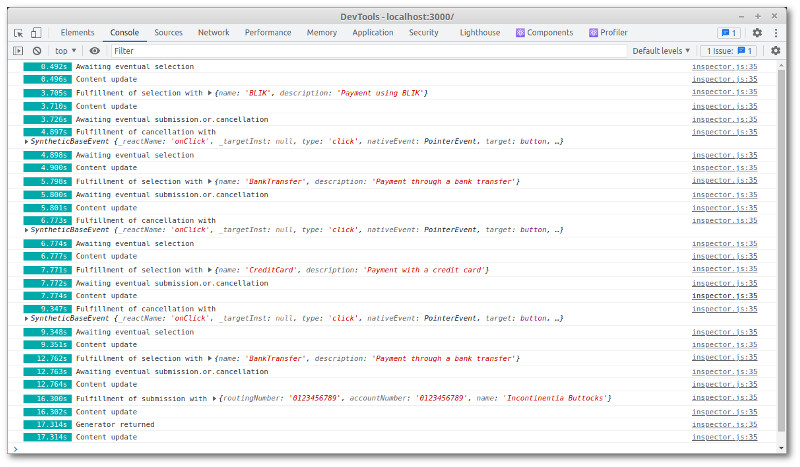 DevTools - localhost:3000/
Elements Console Sources Network Performance Memory Application Security Lighthouse Components Profiler 1
top Filter Default levels 1 Issue: 1
0.492s Awaiting eventual selection inspector.js:35
0.496s Content update inspector.js:35
3.705s Fulfillment of selection with {name: 'BLIK', description: 'Payment using BLIK'} inspector.js:35
3.710s Content update inspector.js:35
3.726s Awaiting eventual submission.or.cancellation inspector.js:35
4.897s Fulfillment of cancellation with inspector.js:35
SyntheticBaseEvent {_reactName: 'onClick', _targetInst: null, type: 'click', nativeEvent: PointerEvent, target: button, …}
4.898s Awaiting eventual selection inspector.js:35
4.900s Content update inspector.js:35
5.798s Fulfillment of selection with {name: 'BankTransfer', description: 'Payment through a bank transfer'} inspector.js:35
5.800s Awaiting eventual submission.or.cancellation inspector.js:35
5.801s Content update inspector.js:35
6.773s Fulfillment of cancellation with inspector.js:35
SyntheticBaseEvent {_reactName: 'onClick', _targetInst: null, type: 'click', nativeEvent: PointerEvent, target: button, …}
6.774s Awaiting eventual selection inspector.js:35
6.777s Content update inspector.js:35
7.771s Fulfillment of selection with {name: 'CreditCard', description: 'Payment with a credit card'} inspector.js:35
7.772s Awaiting eventual submission.or.cancellation inspector.js:35
7.774s Content update inspector.js:35
9.347s Fulfillment of cancellation with inspector.js:35
SyntheticBaseEvent {_reactName: 'onClick', _targetInst: null, type: 'click', nativeEvent: PointerEvent, target: button, …}
9.348s Awaiting eventual selection inspector.js:35
9.351s Content update inspector.js:35
12.762s Fulfillment of selection with {name: 'BankTransfer', description: 'Payment through a bank transfer'} inspector.js:35
12.763s Awaiting eventual submission.or.cancellation inspector.js:35
12.764s Content update inspector.js:35
16.300s Fulfillment of submission with {routingNumber: '0123456789', accountNumber: '0123456789', name: 'Incontinentia Buttocks'} inspector.js:35
16.302s Content update inspector.js:35
17.314s Generator returned inspector.js:35
17.314s Content update inspector.js:35